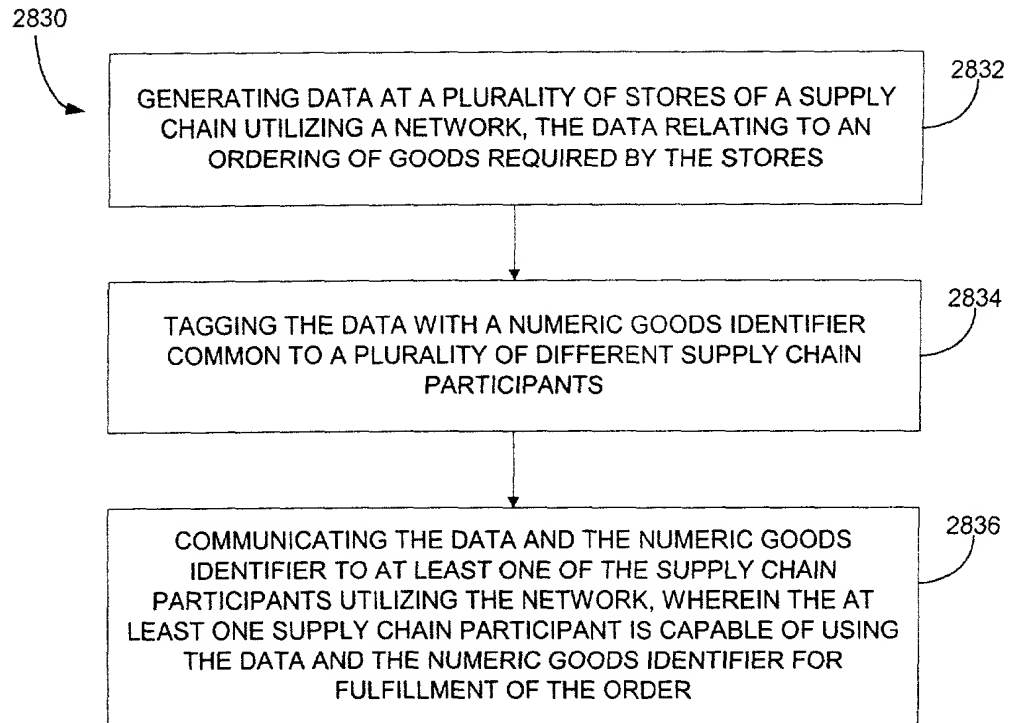 2830
2832
GENERATING DATA AT A PLURALITY OF STORES OF A SUPPLY
CHAIN UTILIZING A NETWORK, THE DATA RELATING TO AN
ORDERING OF GOODS REQUIRED BY THE STORES
2834
TAGGING THE DATA WITH A NUMERIC GOODS IDENTIFIER
COMMON TO A PLURALITY OF DIFFERENT SUPPLY CHAIN
PARTICIPANTS
2836
COMMUNICATING THE DATA AND THE NUMERIC GOODS
IDENTIFIER TO AT LEAST ONE OF THE SUPPLY CHAIN
PARTICIPANTS UTILIZING THE NETWORK, WHEREIN THE AT
LEAST ONE SUPPLY CHAIN PARTICIPANT IS CAPABLE OF USING
THE DATA AND THE NUMERIC GOODS IDENTIFIER FOR
FULFILLMENT OF THE ORDER